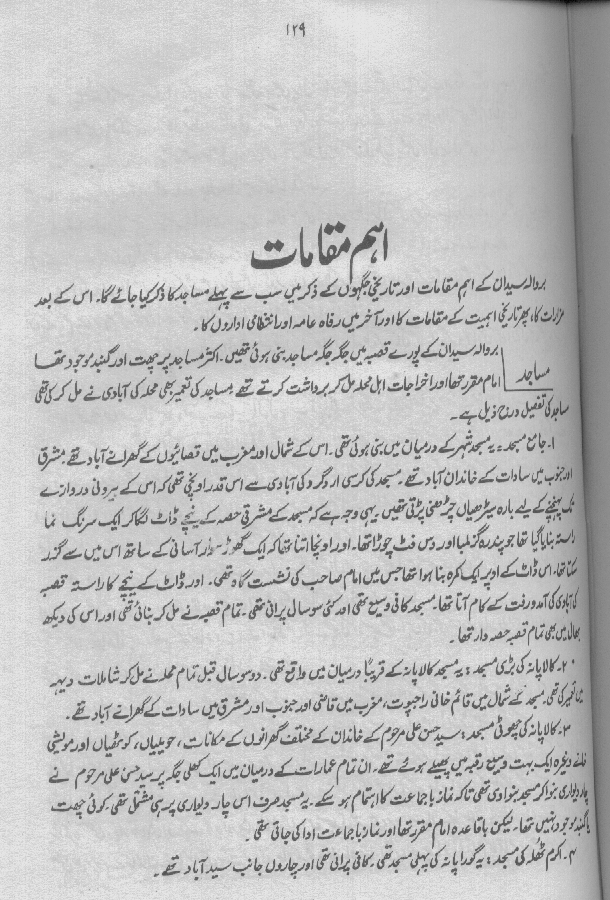 ۱۲۹
اہم مقامات
بروالہ سیدان کے اہم مقامات اور تاریخی جگہوں کے ذکر میں سب سے پہلے مساجد کا ذکر کیا جائے گا۔ اس کے بعد
مزارات کا، پھر تاریخی اہمیت کے مقامات کا اور آخر میں رفاہ عامہ اور انتظامی اداروں کا۔
مساجد
بروالہ سیدان کے پورے قصبہ میں جگہ جگہ مساجد بنی ہوئی تھیں۔ اکثر مساجد پر چھت اور گنبد موجود تھا
امام مقرر تھا اور اخراجات اہل محلہ مل کر برداشت کرتے تھے۔ مساجد کی تعمیر بھی محلہ کی آبادی نے مل کر کی تھی
مساجد کی تفصیل درج ذیل ہے۔
۱۔ جامع مسجد: یہ مسجد شہر کے درمیان میں بنی ہوئی تھی۔ اس کے شمال اور مغرب میں قصائیوں کے گھرانے آباد تھے مشرق
اور جنوب میں سادات کے خاندان آباد تھے۔ مسجد کی کرسی اردگرد کی آبادی سے اس قدر اونچی تھی کہ اس کے بیرونی دروازے
تک پہنچنے کے لیے بارہ سیڑھیاں چڑھنی پڑتی تھیں۔ یہی وجہ ہے کہ مسجد کے مشرقی حصہ کے نیچے ڈاٹ لگا کر ایک سرنگ نما
راستہ بنایا گیا تھا جو پندرہ گز لمبا اور دس فٹ چوڑا تھا۔ اور اونچا اتنا تھا کہ ایک گھوڑ سوار آسانی کے ساتھ اس میں سے گزر
سکتا تھا۔ اس ڈاٹ کے اوپر ایک کمرہ بنا ہوا تھا جس میں امام صاحب کی نشست گاہ تھی۔ اور ڈاٹ کے نیچے کا راستہ قصبہ
کی آبادی کی آمد و رفت کے کام آتا تھا۔ مسجد کافی وسیع تھی اور کئی سو سال پرانی تھی۔ تمام قصبہ نے مل کر بنائی تھی اور اس کی دیکھ
بھال میں بھی تمام قصبہ حصہ دار تھا۔
۲۔ کالا پانہ کی بڑی مسجد: یہ مسجد کالا پانہ کے قریباً درمیان میں واقع تھی۔ دو سو سال قبل تمام محلہ نے مل کر شاملات دیہہ
میں تعمیر کی تھی۔ مسجد کے شمال میں قائم خانی راجپوت، مغرب میں قاضی اور جنوب اور مشرق میں سادات کے گھرانے آباد تھے۔
۳۔ کالا پانہ کی چھوٹی مسجد: سید حسن علی مرحوم کے خاندان کے مختلف گھرانوں کے مکانات، حویلیاں، کوٹھیاں اور مویشی
خانے وغیرہ ایک بہت وسیع رقبہ میں پھیلے ہوئے تھے۔ ان تمام عمارات کے درمیان میں ایک کھلی جگہ پر سید حسن علی مرحوم نے
چار دیواری بنوا کر مسجد بنوا دی تھی تاکہ نماز باجماعت کا اہتمام ہو سکے۔ یہ مسجد صرف اس چار دیواری پر ہی مشتمل تھی۔ کوئی چھت
یا گنبد موجود نہیں تھا۔ لیکن باقاعدہ امام مقرر تھا اور نماز باجماعت ادا کی جاتی تھی۔
۴۔ اکرم ٹھلہ کی مسجد: یہ گورا پانہ کی پہلی مسجد تھی۔ کافی پرانی تھی اور چاروں جانب سید آباد تھے۔